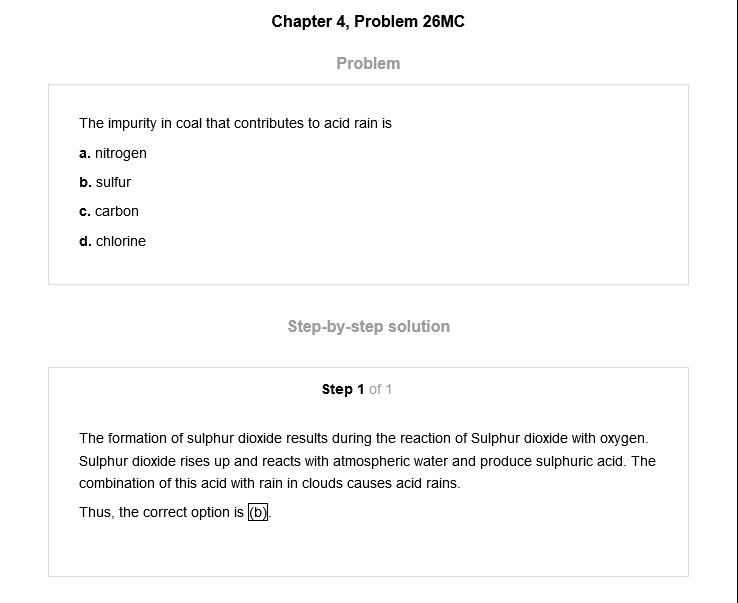 Chapter 4, Problem 26MC
Problem
The impurity in coal that contributes to acid rain is
a. nitrogen
b. sulfur
c. carbon
d. chlorine
Step-by-step solution
Step 1 of 1
The formation of sulphur dioxide results during the reaction of Sulphur dioxide with oxygen.
Sulphur dioxide rises up and reacts with atmospheric water and produce sulphuric acid. The
combination of this acid with rain in clouds causes acid rains.
Thus, the correct option is (b).